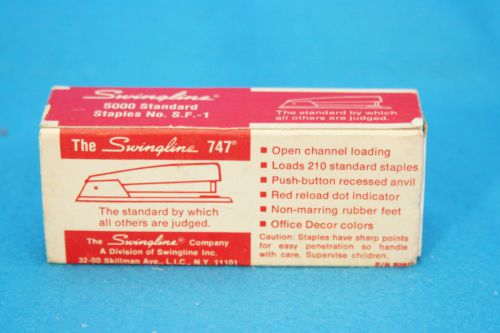 Swingline®
5000 Standard
Staples No. S.F.-1
The standard by which
all others are judged.
The Swingline 747®
The standard by which
all others are judged.
The Swingline® Company
A Division of Swingline Inc.
32-00 Skillman Ave., L.I.C., N.Y. 11101
■ Open channel loading
■ Loads 210 standard staples
■ Push-button recessed anvil
■ Red reload dot indicator
■ Non-marring rubber feet
■ Office Decor colors
Caution: Staples have sharp points
for easy penetration so handle
with care. Supervise children.
P/N